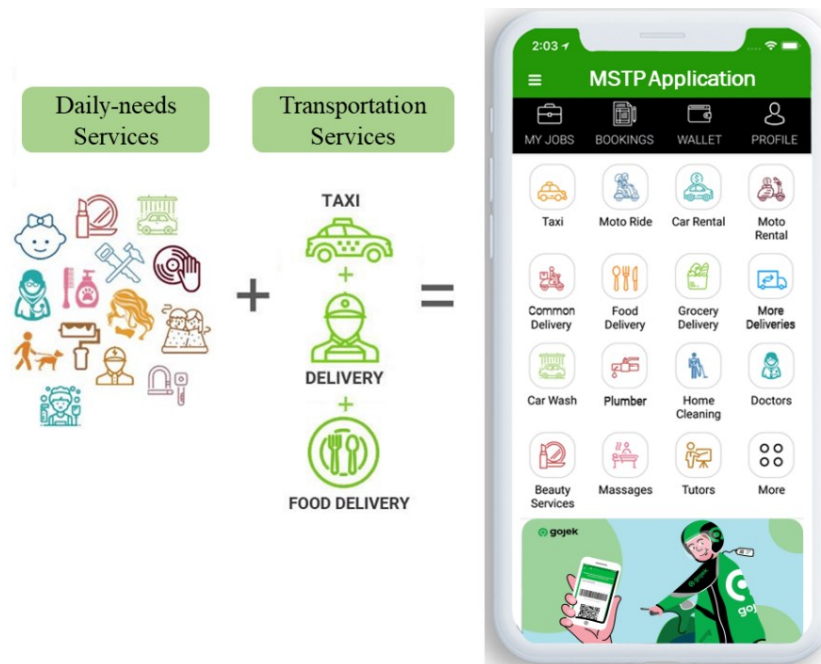 Daily-needs
Services
Transportation
Services
TAXI
+
+
DELIVERY
+
FOOD DELIVERY
=
2:03
MSTP Application
MY JOBS BOOKINGS WALLET PROFILE
Taxi Moto Ride Car Rental Moto
Rental
Common Food Grocery More
Delivery Delivery Delivery Deliveries
Car Wash Plumber Home Doctors
Cleaning
Beauty Massages Tutors More
Services
gojek
gojek
goj